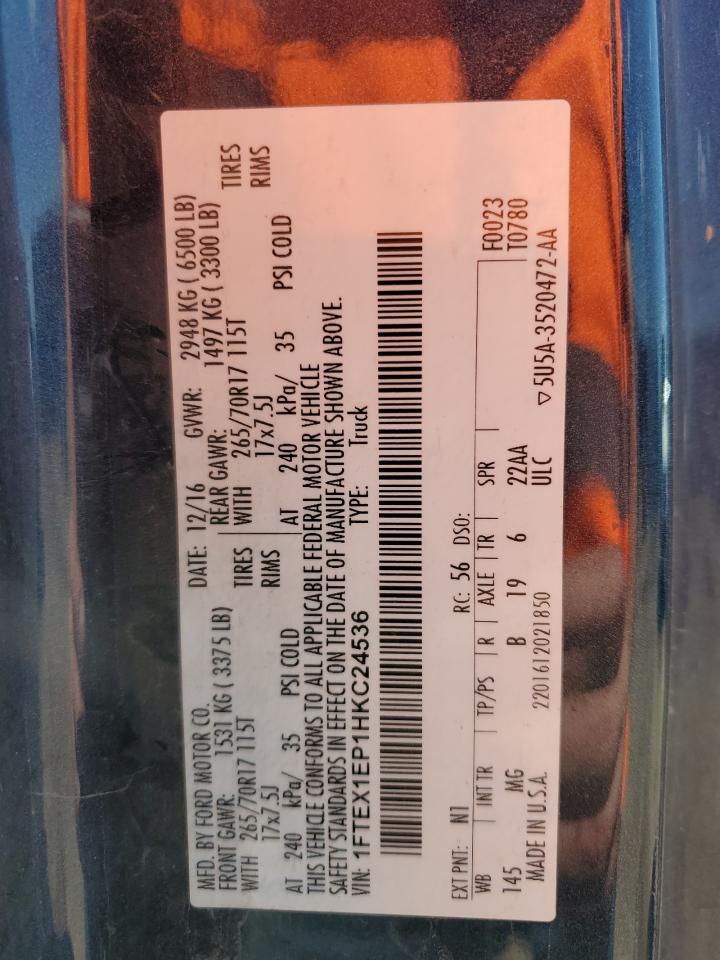 MFD. BY FORD MOTOR CO. DATE: 12/16 GVWR: 2948 KG ( 6500 LB)
FRONT GAWR: 1531 KG ( 3375 LB) REAR GAWR: 1497 KG ( 3300 LB)
WITH 265/70R17 115T TIRES WITH 265/70R17 115T TIRES
17x7.5J RIMS 17x7.5J RIMS
AT 240 kPa/ 35 PSI COLD AT 240 kPa/ 35 PSI COLD
THIS VEHICLE CONFORMS TO ALL APPLICABLE FEDERAL MOTOR VEHICLE
SAFETY STANDARDS IN EFFECT ON THE DATE OF MANUFACTURE SHOWN ABOVE.
VIN: 1FTEX1EP1HKC24536 TYPE: Truck
EXT PNT: N1 RC: 56 DSO:
WB INT TR TP/PS R AXLE TR SPR F0023
145 MG B 19 6 22AA T0780
MADE IN U.S.A. 2201612021850 ULC ▽5U5A-3520472-AA